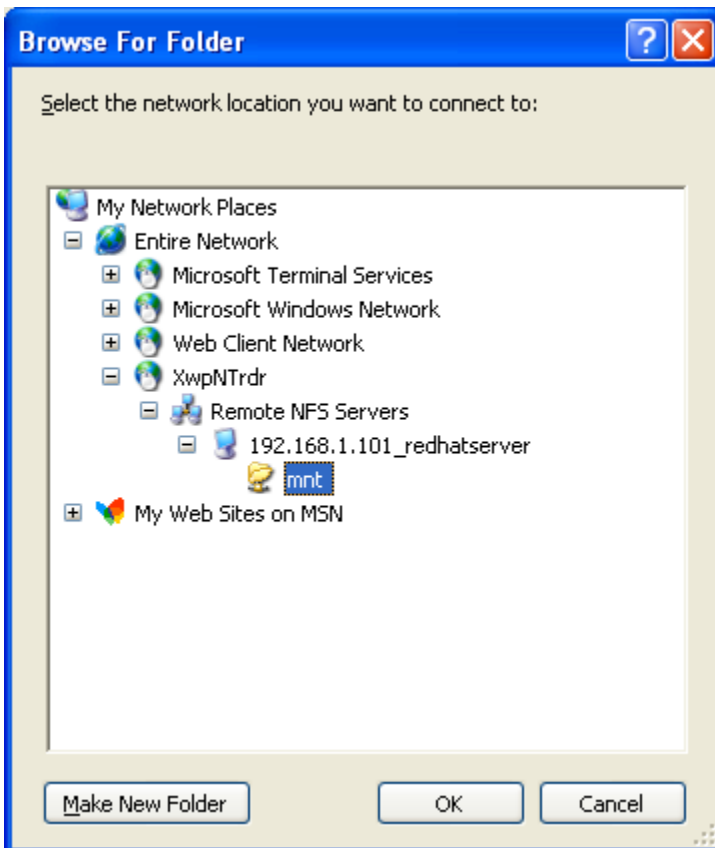 Browse For Folder
Select the network location you want to connect to:
My Network Places
Entire Network
Microsoft Terminal Services
Microsoft Windows Network
Web Client Network
XwpNTrdr
Remote NFS Servers
192.168.1.101_redhatserver
mnt
My Web Sites on MSN
Make New Folder OK Cancel